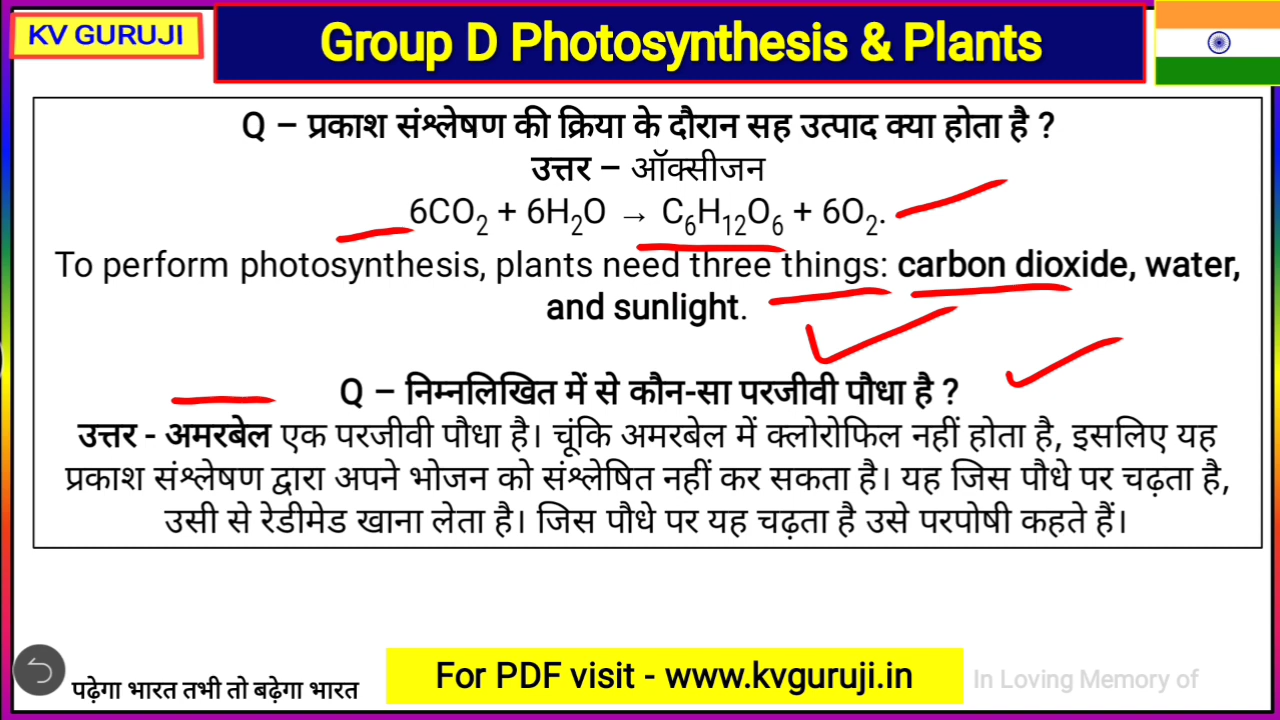 KV GURUJI
Group D Photosynthesis & Plants
Q – प्रकाश संश्लेषण की क्रिया के दौरान सह उत्पाद क्या होता है ?
उत्तर – ऑक्सीजन
6CO₂ + 6H₂O → C₆H₁₂O₆ + 6O₂.
To perform photosynthesis, plants need three things: carbon dioxide, water,
and sunlight.
Q – निम्नलिखित में से कौन-सा परजीवी पौधा है ?
उत्तर - अमरबेल एक परजीवी पौधा है। चूंकि अमरबेल में क्लोरोफिल नहीं होता है, इसलिए यह
प्रकाश संश्लेषण द्वारा अपने भोजन को संश्लेषित नहीं कर सकता है। यह जिस पौधे पर चढ़ता है,
उसी से रेडीमेड खाना लेता है। जिस पौधे पर यह चढ़ता है उसे परपोषी कहते हैं।
पढ़ेगा भारत तभी तो बढ़ेगा भारत
For PDF visit - www.kvguruji.in
In Loving Memory of